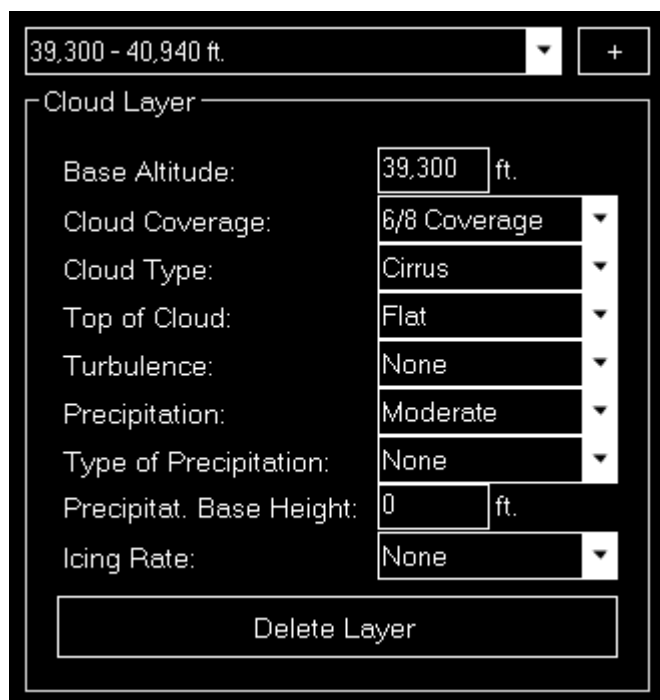 39,300 - 40,940 ft. +
Cloud Layer
Base Altitude: 39,300 ft.
Cloud Coverage: 6/8 Coverage
Cloud Type: Cirrus
Top of Cloud: Flat
Turbulence: None
Precipitation: Moderate
Type of Precipitation: None
Precipitat. Base Height: 0 ft.
Icing Rate: None
Delete Layer